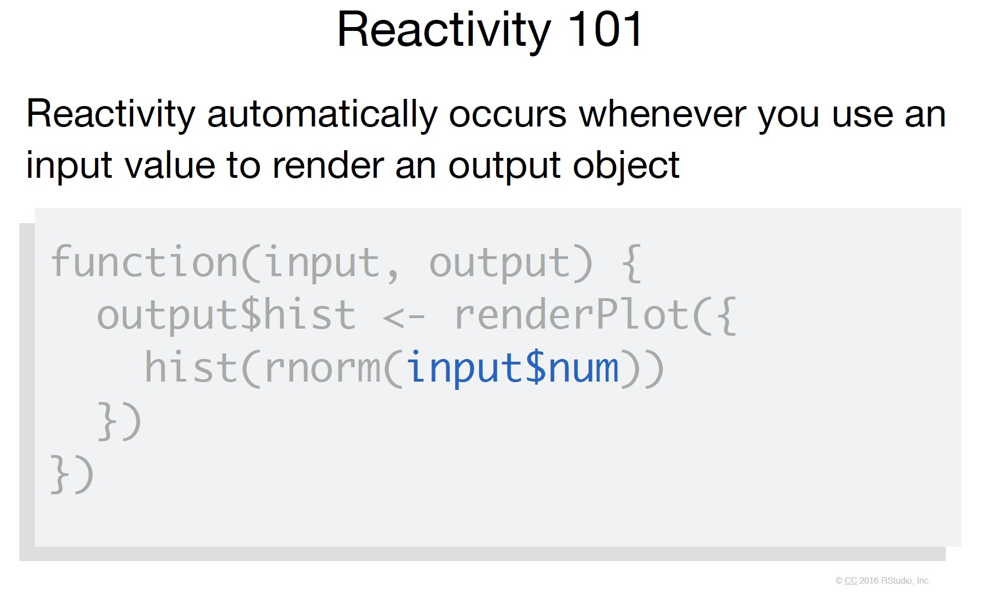 Reactivity 101
Reactivity automatically occurs whenever you use an
input value to render an output object
function(input, output) {
  output$hist <- renderPlot({
    hist(rnorm(input$num))
  })
})
© CC 2016 RStudio, Inc.